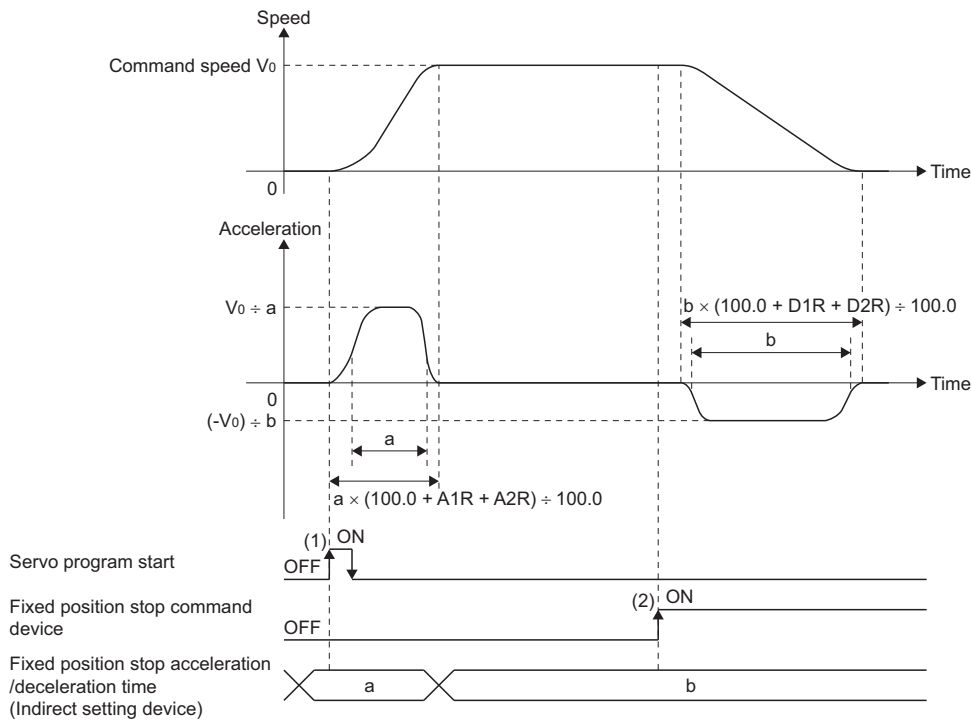 Speed
Command speed V0
0
Time
Acceleration
V0 ÷ a
b × (100.0 + D1R + D2R) ÷ 100.0
b
0
Time
(-V0) ÷ b
a
a × (100.0 + A1R + A2R) ÷ 100.0
(1) ON
Servo program start
OFF
(2) ON
Fixed position stop command
device
OFF
Fixed position stop acceleration
/deceleration time
(Indirect setting device)
a
b